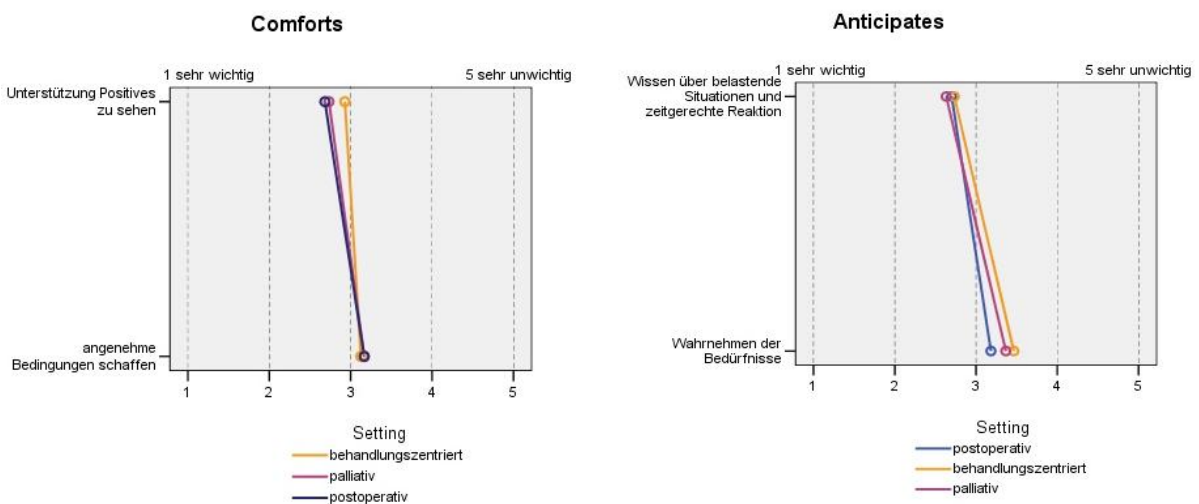 Comforts
1 sehr wichtig 5 sehr unwichtig
Unterstützung Positives
zu sehen
angenehme
Bedingungen schaffen
1 2 3 4 5
Setting
behandlungszentriert
palliativ
postoperativ
Anticipates
1 sehr wichtig 5 sehr unwichtig
Wissen über belastende
Situationen und
zeitgerechte Reaktion
Wahrnehmen der
Bedürfnisse
1 2 3 4 5
Setting
postoperativ
behandlungszentriert
palliativ